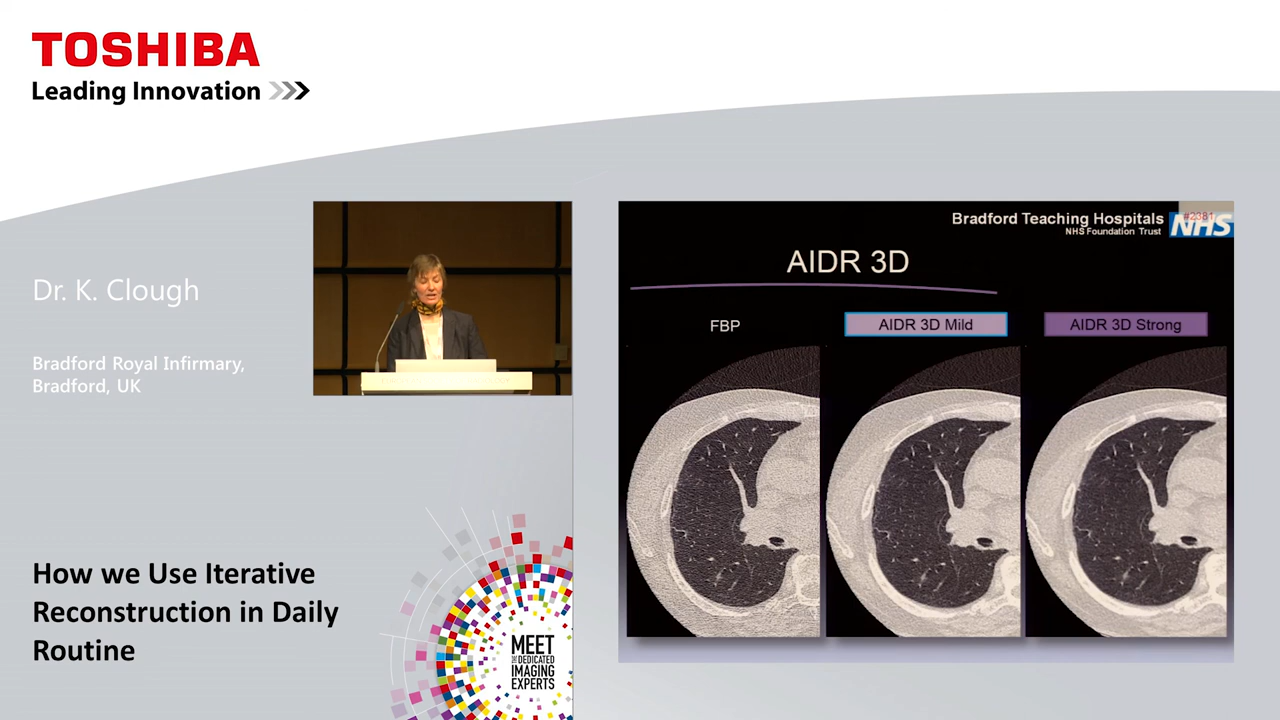 TOSHIBA
Leading Innovation
Dr. K. Clough
Bradford Royal Infirmary,
Bradford, UK
How we Use Iterative
Reconstruction in Daily
Routine
MEET
THE DEDICATED
IMAGING
EXPERTS
Bradford Teaching Hospitals
NHS Foundation Trust
#2381
NHS
AIDR 3D
FBP
AIDR 3D Mild
AIDR 3D Strong